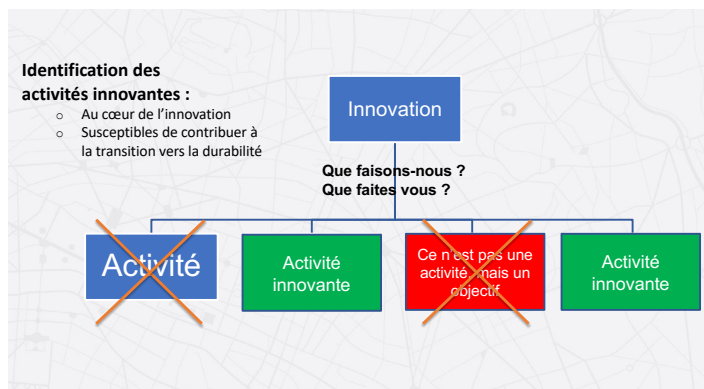 Identification des
activités innovantes :
o Au cœur de l'innovation
o Susceptibles de contribuer à
la transition vers la durabilité
Innovation
Que faisons-nous ?
Que faites vous ?
Activité
Activité
innovante
Ce n'est pas une
activité, mais un
objectif
Activité
innovante